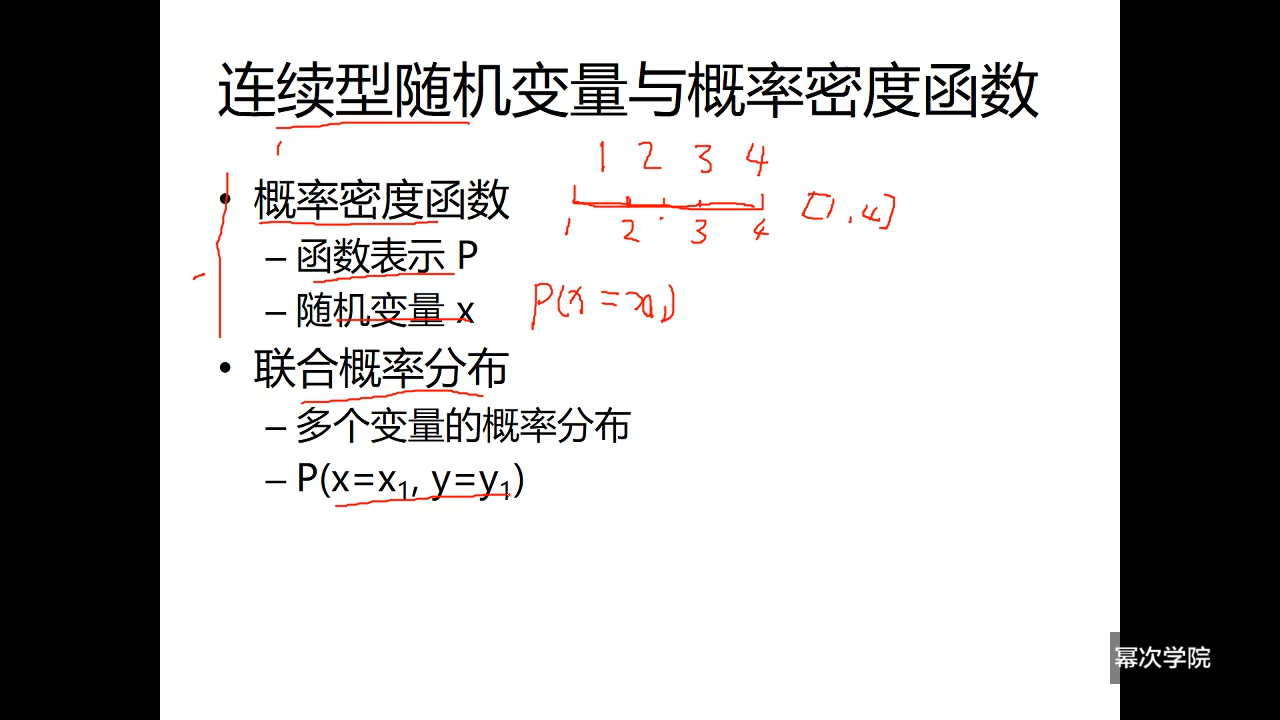 连续型随机变量与概率密度函数
1 2 3 4
• 概率密度函数
1 2 3 4
[1,4]
– 函数表示 P
– 随机变量 x
P(x=x₁)
• 联合概率分布
– 多个变量的概率分布
– P(x=x₁, y=y₁)
幂次学院